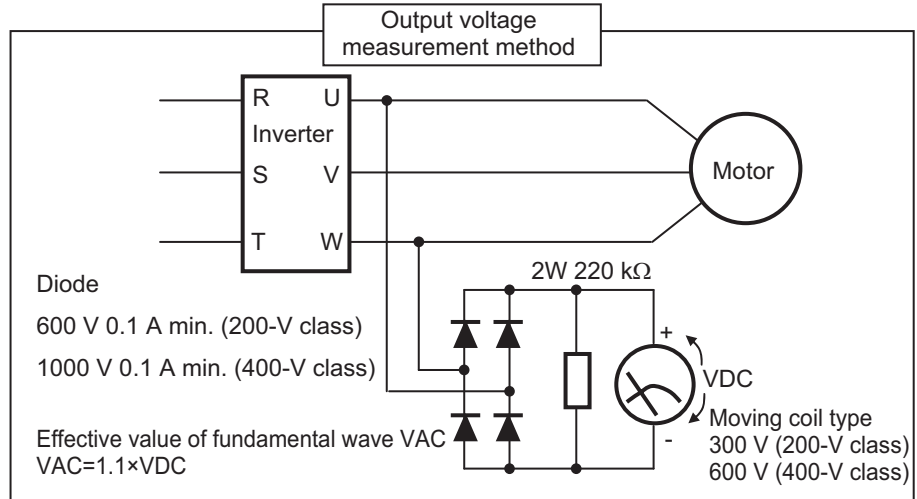 Output voltage
measurement method
R U
Inverter
S V
T W
Motor
2W 220 kΩ
Diode
600 V 0.1 A min. (200-V class)
1000 V 0.1 A min. (400-V class)
+
VDC
-
Moving coil type
300 V (200-V class)
600 V (400-V class)
Effective value of fundamental wave VAC
VAC=1.1×VDC